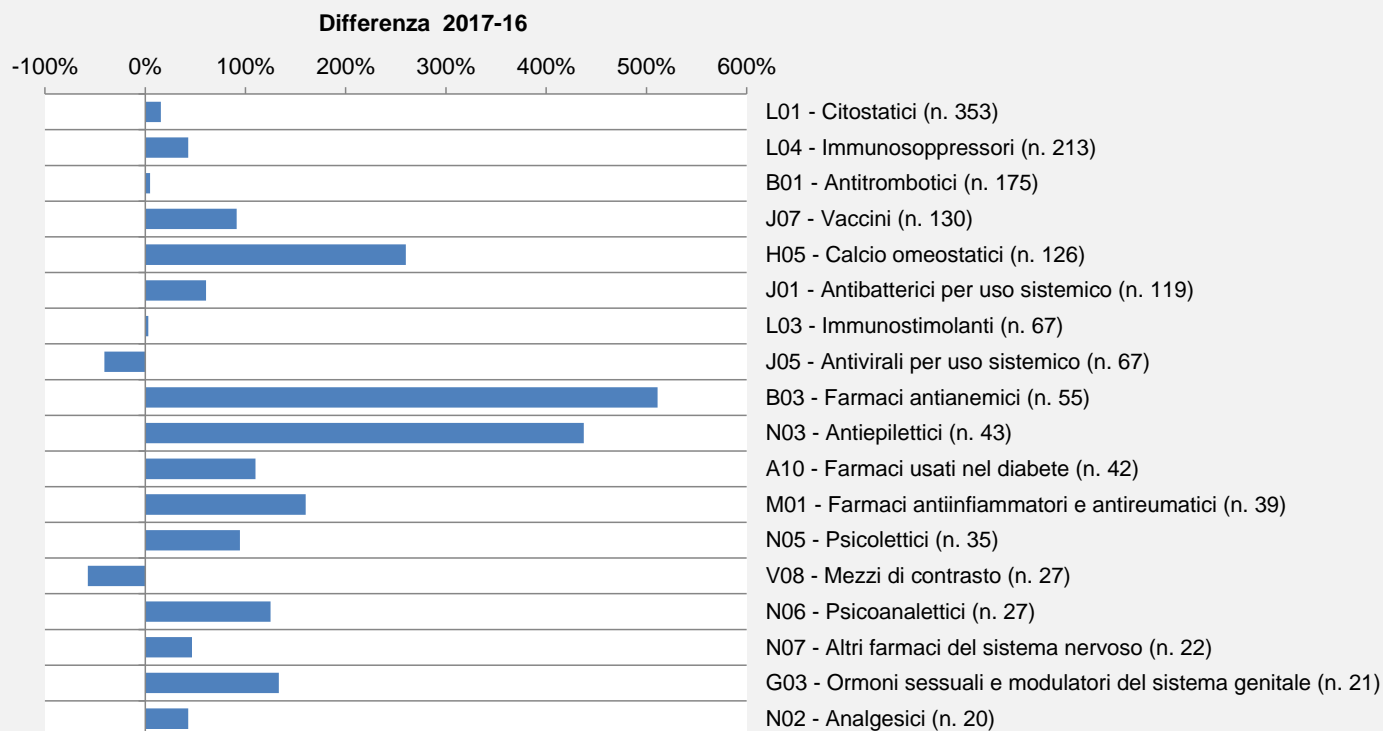 Differenza 2017-16
-100% 0% 100% 200% 300% 400% 500% 600%
L01 - Citostatici (n. 353)
L04 - Immunosoppressori (n. 213)
B01 - Antitrombotici (n. 175)
J07 - Vaccini (n. 130)
H05 - Calcio omeostatici (n. 126)
J01 - Antibatterici per uso sistemico (n. 119)
L03 - Immunostimolanti (n. 67)
J05 - Antivirali per uso sistemico (n. 67)
B03 - Farmaci antianemici (n. 55)
N03 - Antiepilettici (n. 43)
A10 - Farmaci usati nel diabete (n. 42)
M01 - Farmaci antiinfiammatori e antireumatici (n. 39)
N05 - Psicolettici (n. 35)
V08 - Mezzi di contrasto (n. 27)
N06 - Psicoanalettici (n. 27)
N07 - Altri farmaci del sistema nervoso (n. 22)
G03 - Ormoni sessuali e modulatori del sistema genitale (n. 21)
N02 - Analgesici (n. 20)